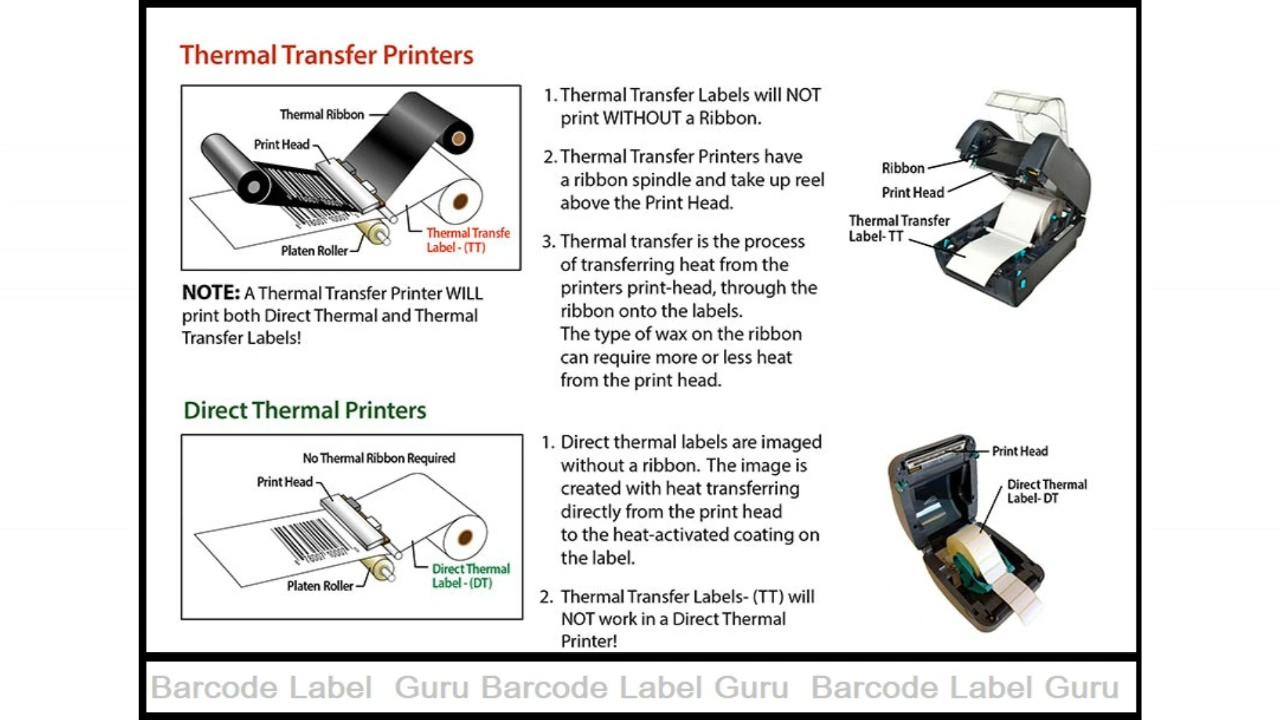 Thermal Transfer Printers
Thermal Ribbon
Print Head
Platen Roller
Thermal Transfe
Label - (TT)
NOTE: A Thermal Transfer Printer WILL
print both Direct Thermal and Thermal
Transfer Labels!
1. Thermal Transfer Labels will NOT
print WITHOUT a Ribbon.
2. Thermal Transfer Printers have
a ribbon spindle and take up reel
above the Print Head.
3. Thermal transfer is the process
of transferring heat from the
printers print-head, through the
ribbon onto the labels.
The type of wax on the ribbon
can require more or less heat
from the print head.
Ribbon
Print Head
Thermal Transfer
Label- TT
Direct Thermal Printers
No Thermal Ribbon Required
Print Head
Platen Roller
Direct Thermal
Label - (DT)
1. Direct thermal labels are imaged
without a ribbon. The image is
created with heat transferring
directly from the print head
to the heat-activated coating on
the label.
2. Thermal Transfer Labels- (TT) will
NOT work in a Direct Thermal
Printer!
Print Head
Direct Thermal
Label- DT
Barcode Label Guru Barcode Label Guru Barcode Label Guru